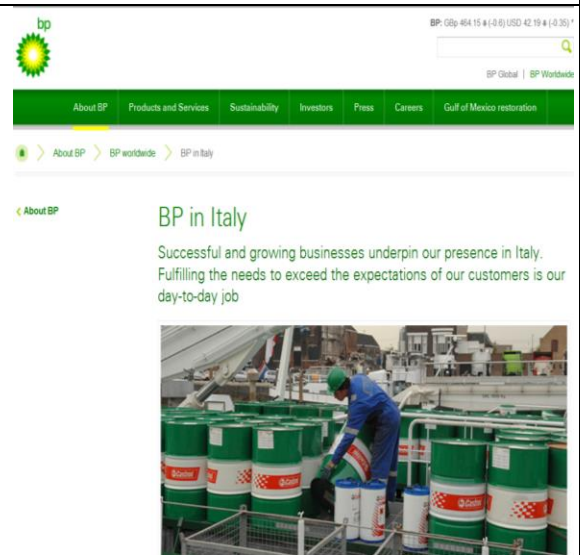 bp
BP: GBp 464.15 (-0.6) USD 42.19 (-0.35) *
BP Global | BP Worldwide
About BP Products and Services Sustainability Investors Press Careers Gulf of Mexico restoration
About BP BP worldwide BP in Italy
< About BP
BP in Italy
Successful and growing businesses underpin our presence in Italy.
Fulfilling the needs to exceed the expectations of our customers is our
day-to-day job
Castrol
Castrol
Castrol